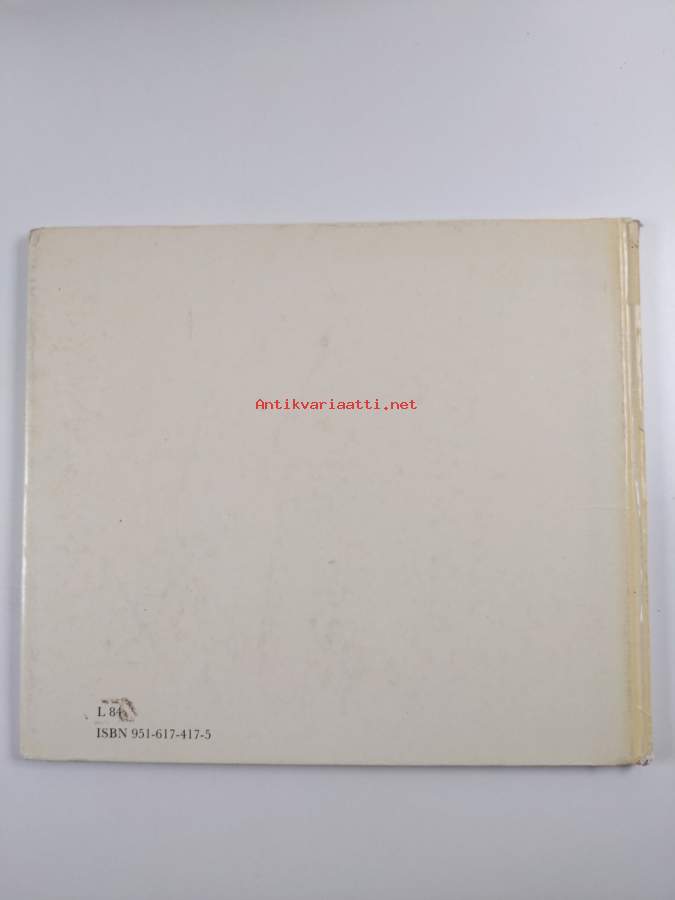 Antikvariaatti.net
L 84
ISBN 951-617-417-5